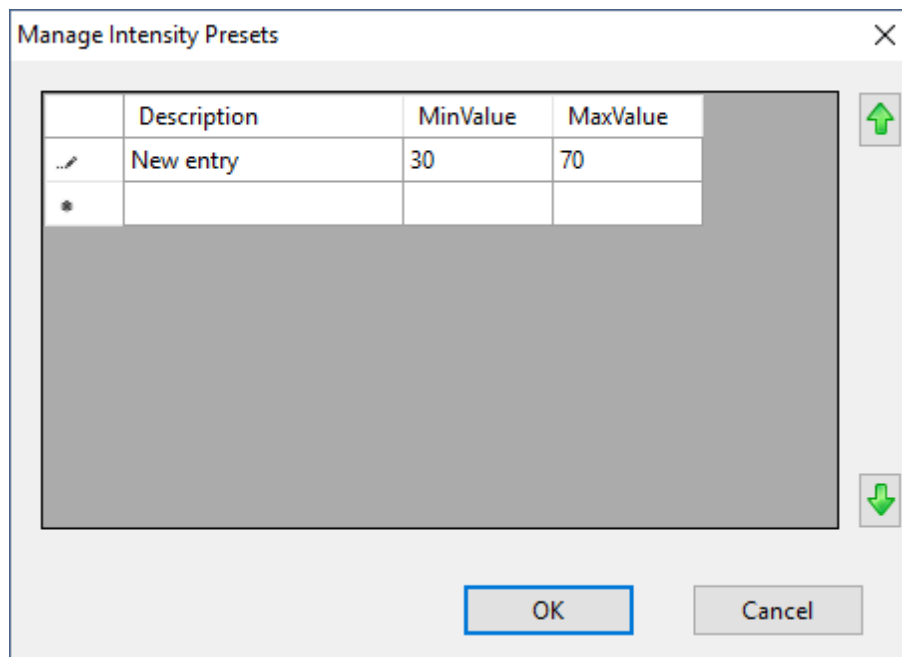 Manage Intensity Presets
Description MinValue MaxValue
New entry 30 70
OK Cancel